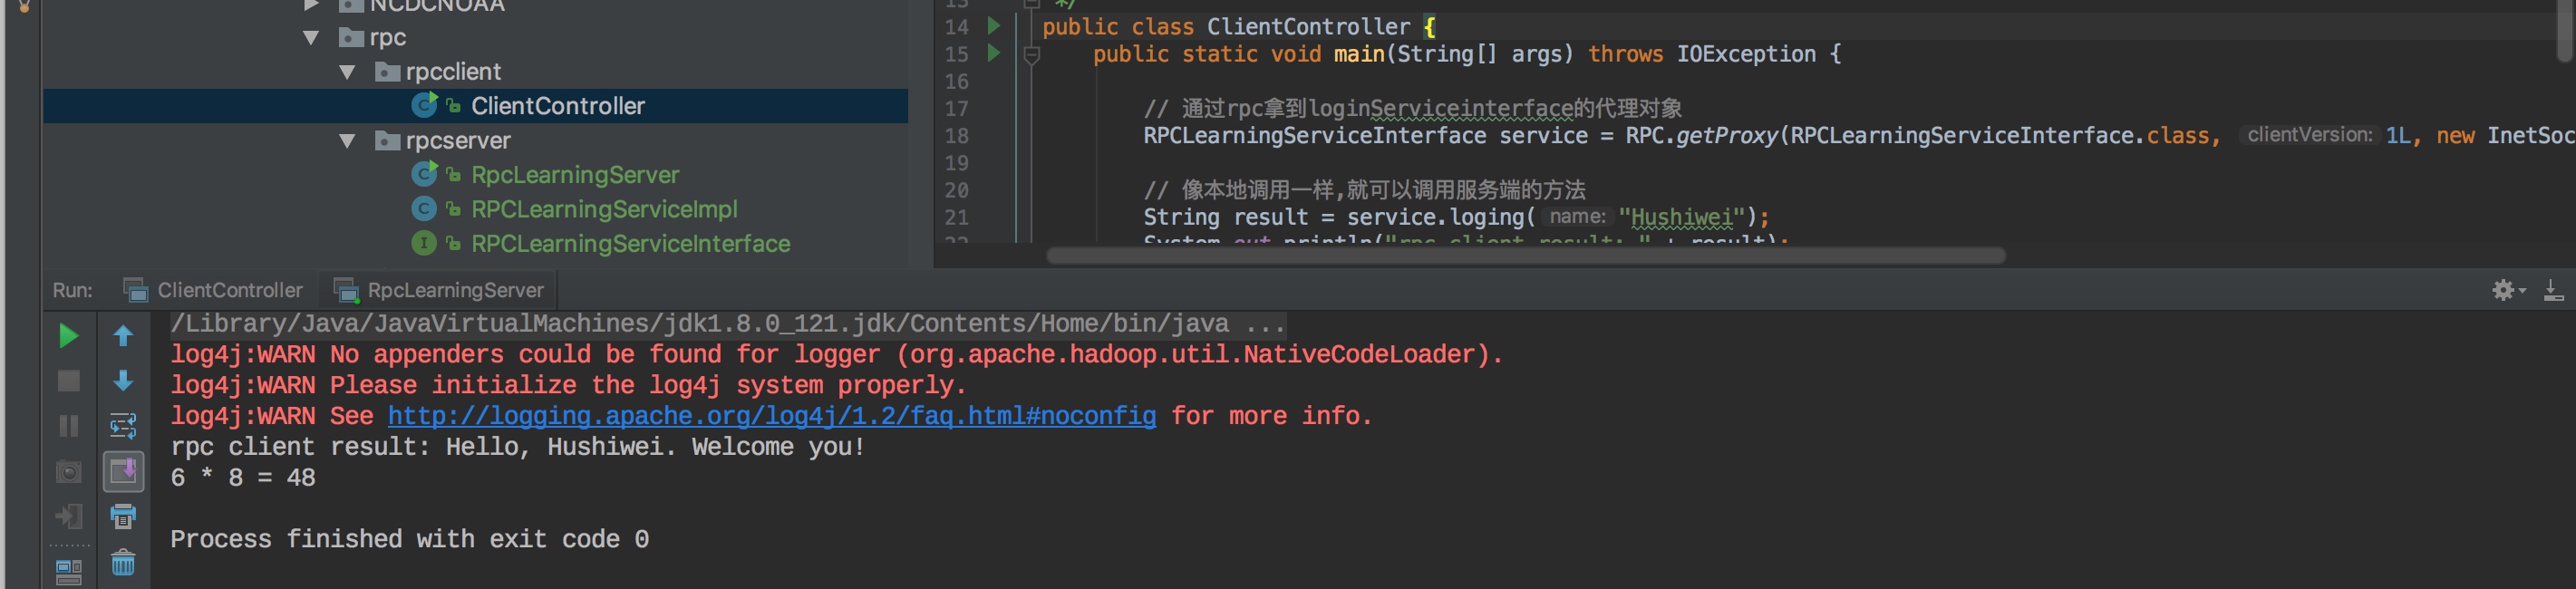 NCDCNOAA
rpc
rpcclient
ClientController
rpcserver
RpcLearningServer
RPCLearningServiceImpl
RPCLearningServiceInterface
13 */
14 public class ClientController {
15 public static void main(String[] args) throws IOException {
16
17 // 通过rpc拿到loginServiceinterface的代理对象
18 RPCLearningServiceInterface service = RPC.getProxy(RPCLearningServiceInterface.class, clientVersion: 1L, new InetSoc
19
20 // 像本地调用一样,就可以调用服务端的方法
21 String result = service.loging( name: "Hushiwei");
22 System.out.println("rpc client result: " + result);
Run: ClientController RpcLearningServer
/Library/Java/JavaVirtualMachines/jdk1.8.0_121.jdk/Contents/Home/bin/java ...
log4j:WARN No appenders could be found for logger (org.apache.hadoop.util.NativeCodeLoader).
log4j:WARN Please initialize the log4j system properly.
log4j:WARN See http://logging.apache.org/log4j/1.2/faq.html#noconfig for more info.
rpc client result: Hello, Hushiwei. Welcome you!
6 * 8 = 48
Process finished with exit code 0